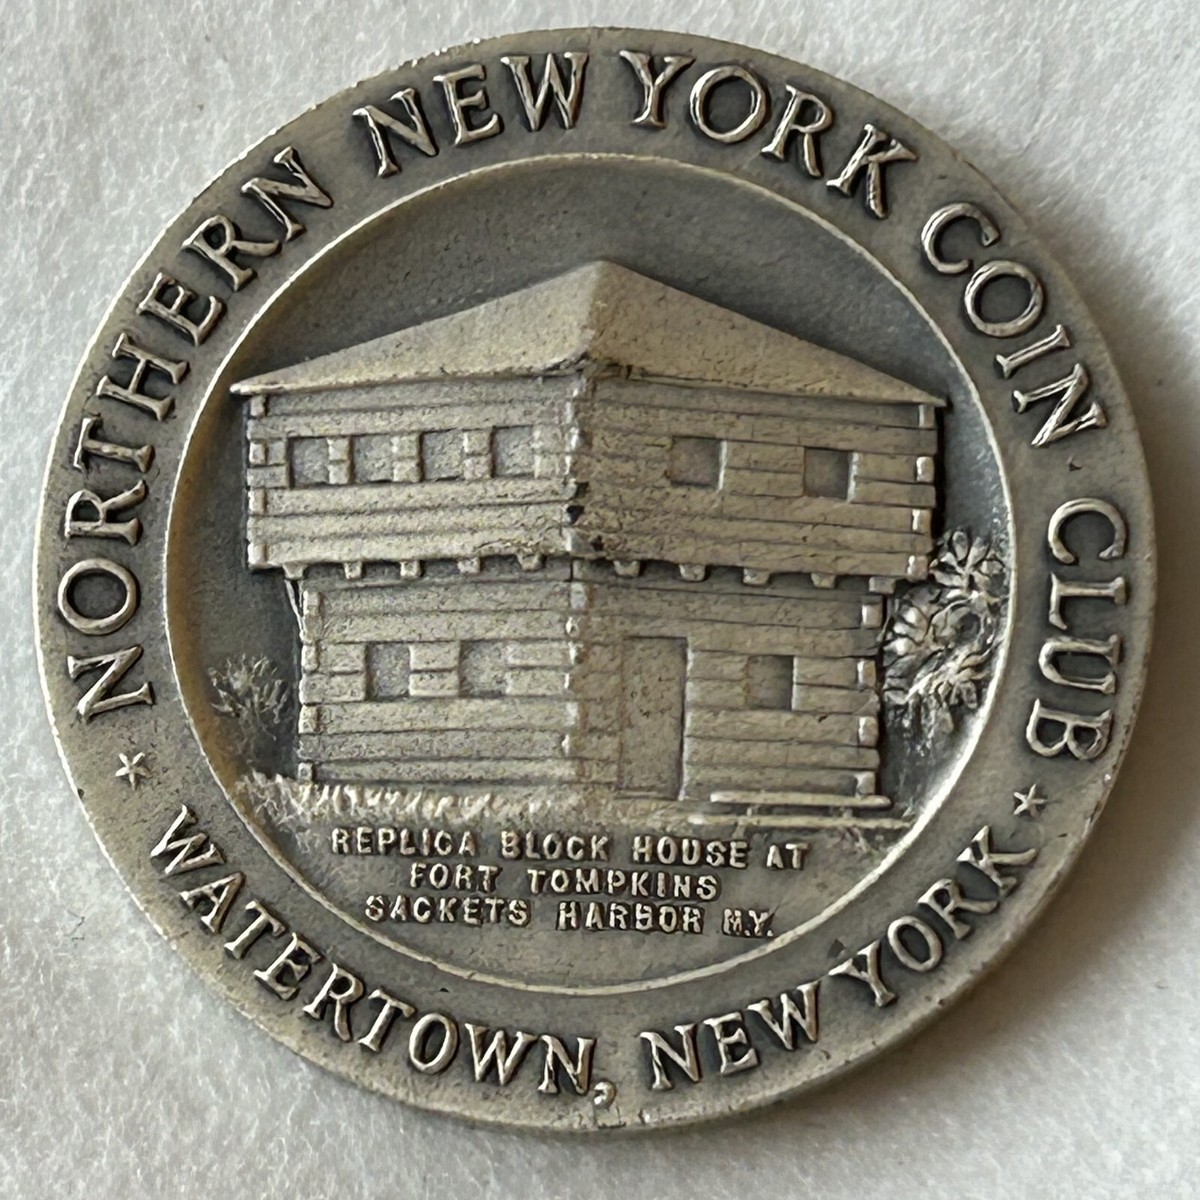 NORTHERN NEW YORK COIN CLUB
REPLICA BLOCK HOUSE AT
FORT TOMPKINS
SACKETS HARBOR N.Y.
WATERTOWN, NEW YORK